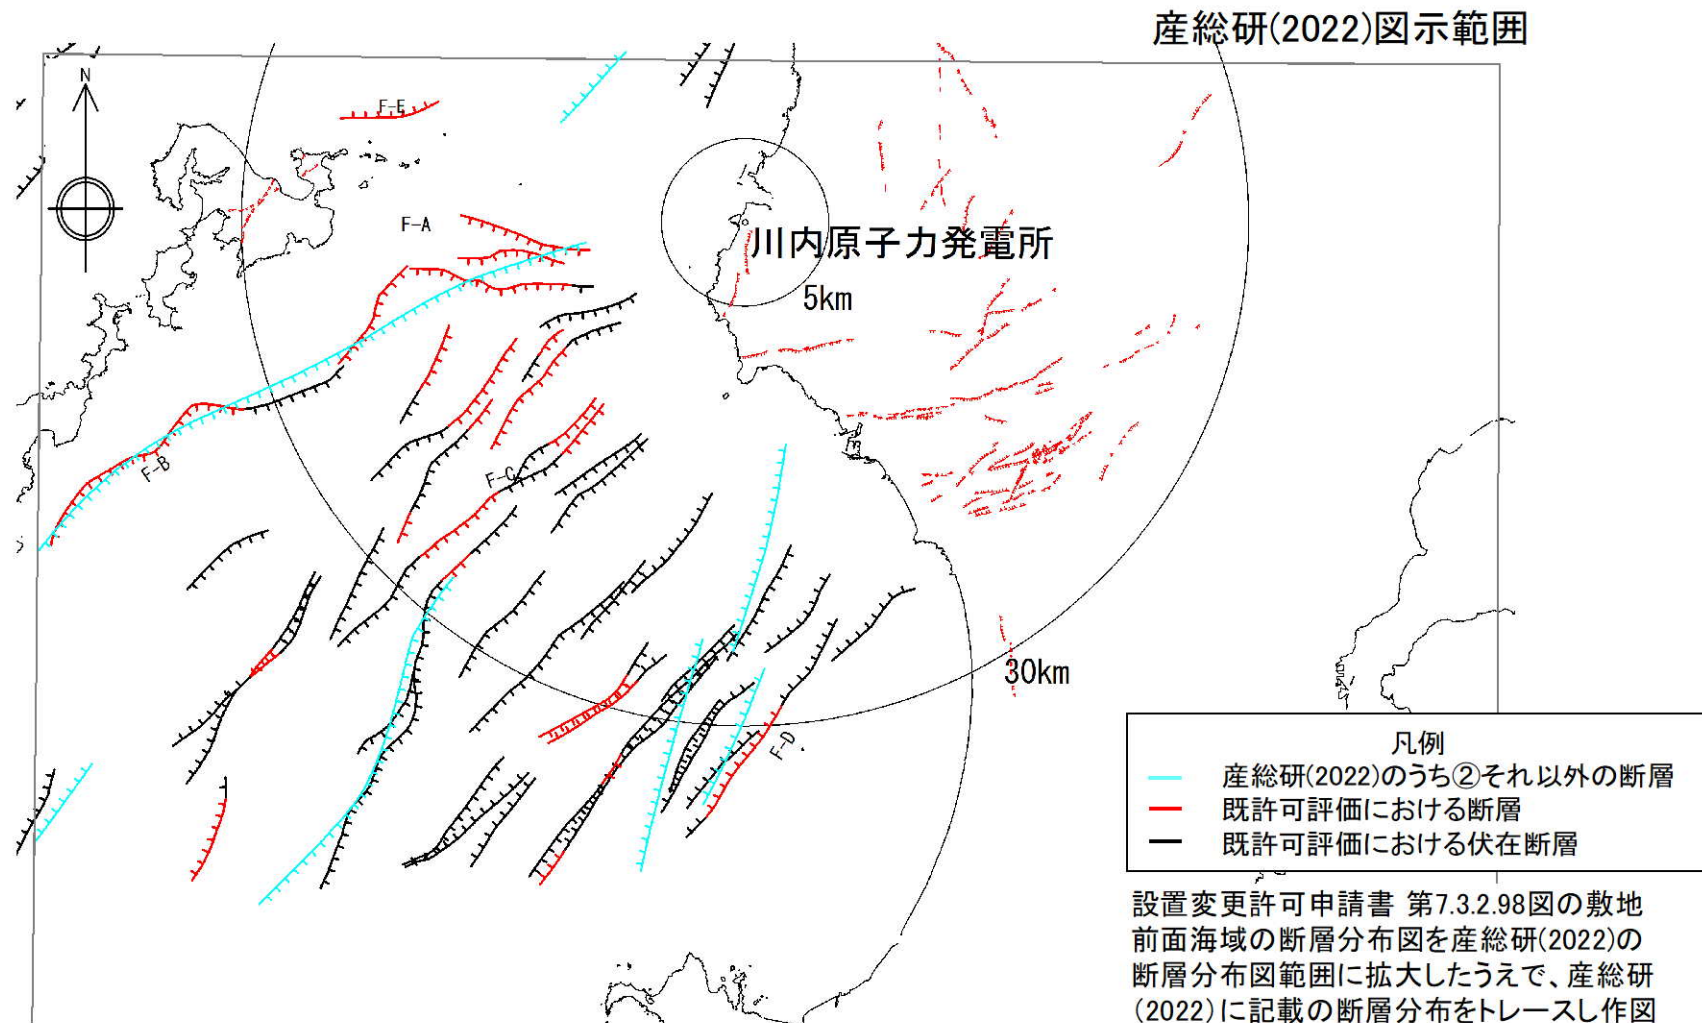 産総研(2022)図示範囲
N
F-E
F-A
川内原子力発電所
5km
F-B
F-C
30km
F-D
凡例
産総研(2022)のうち②それ以外の断層
既許可評価における断層
既許可評価における伏在断層
設置変更許可申請書 第7.3.2.98図の敷地
前面海域の断層分布図を産総研(2022)の
断層分布図範囲に拡大したうえで、産総研
(2022)に記載の断層分布をトレースし作図